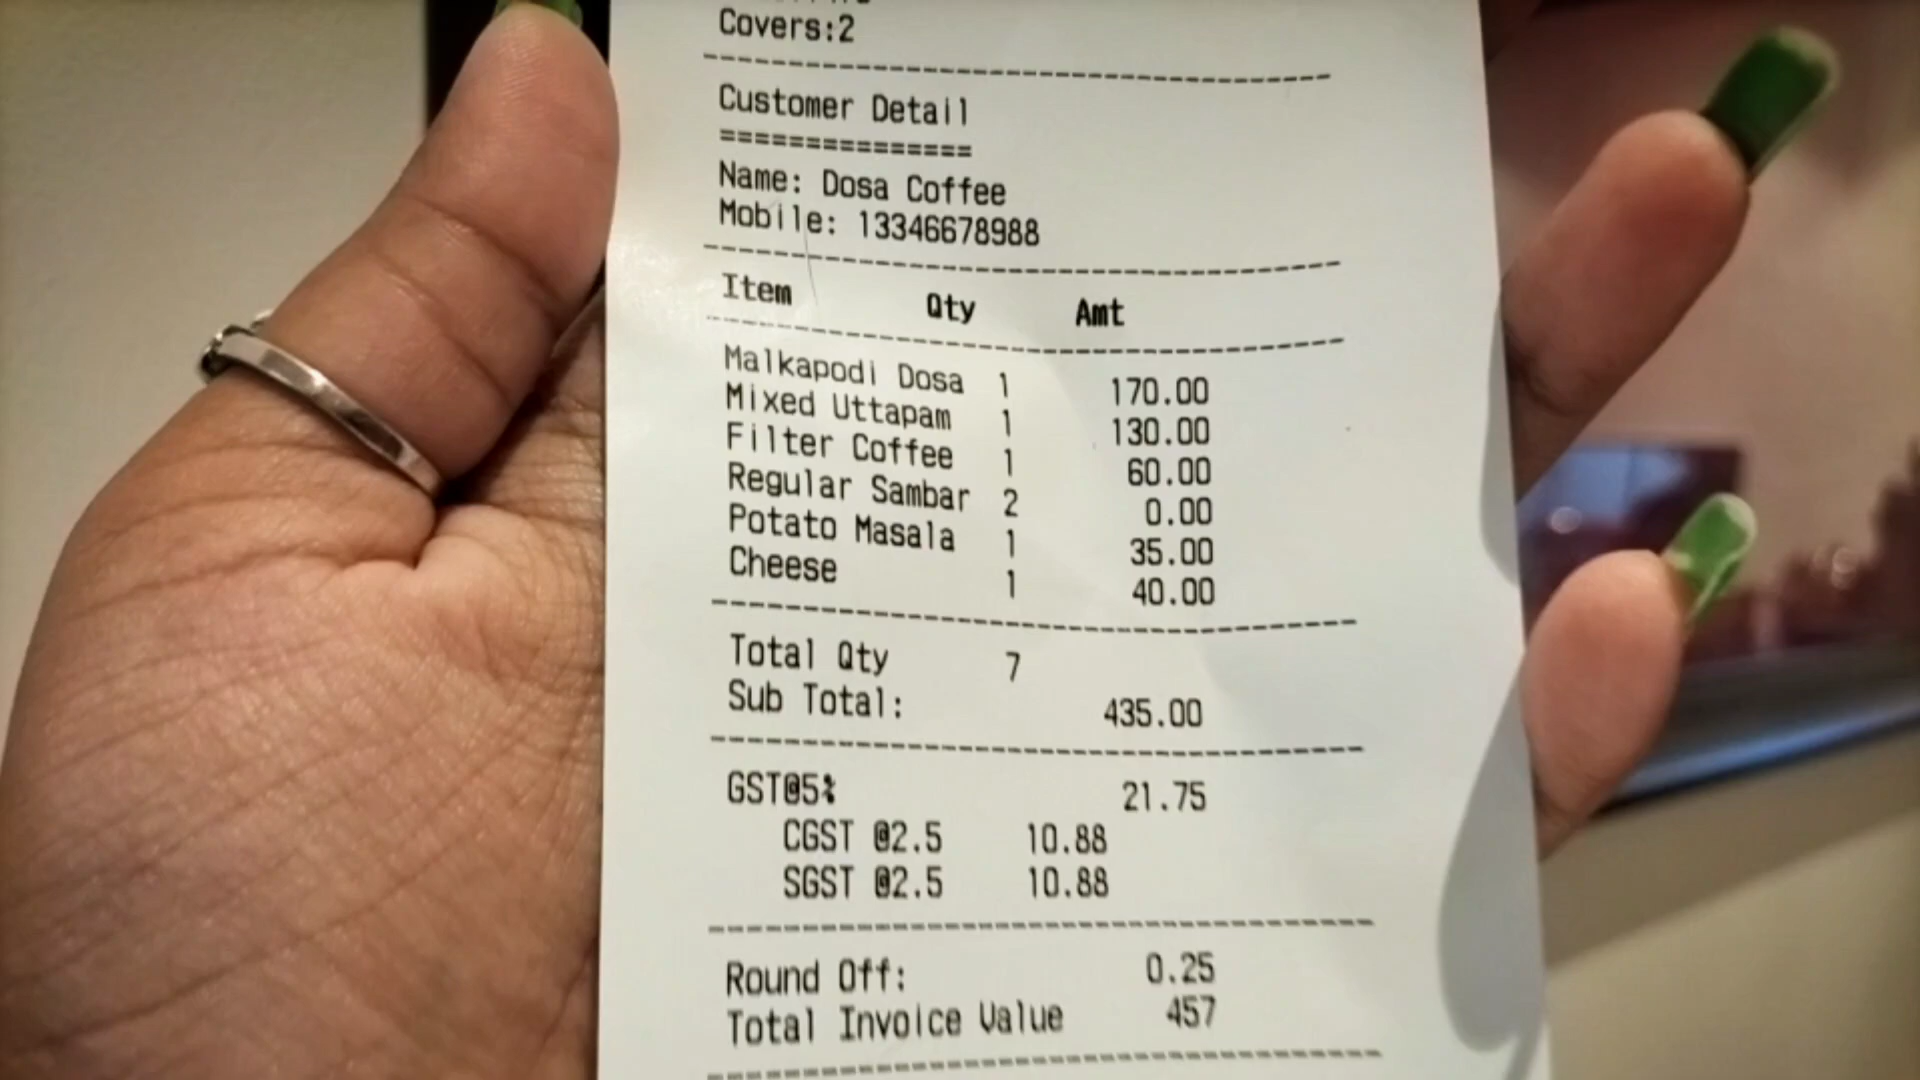 Covers:2
Customer Detail
===============
Name: Dosa Coffee
Mobile: 13346678988
Item Qty Amt
Malkapodi Dosa 1 170.00
Mixed Uttapam 1 130.00
Filter Coffee 1 60.00
Regular Sambar 2 0.00
Potato Masala 1 35.00
Cheese 1 40.00
Total Qty 7
Sub Total: 435.00
GST@5% 21.75
CGST @2.5 10.88
SGST @2.5 10.88
Round Off: 0.25
Total Invoice Value 457